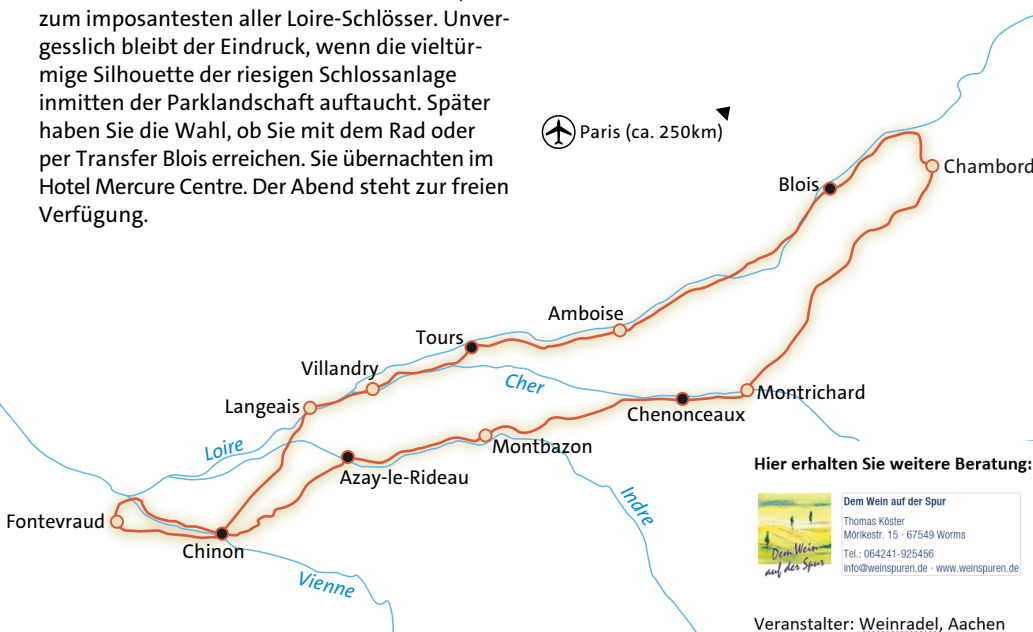 zum imposantesten aller Loire-Schlösser. Unver-
gesslich bleibt der Eindruck, wenn die vieltür-
mige Silhouette der riesigen Schlossanlage
inmitten der Parklandschaft auftaucht. Später
haben Sie die Wahl, ob Sie mit dem Rad oder
per Transfer Blois erreichen. Sie übernachten im
Hotel Mercure Centre. Der Abend steht zur freien
Verfügung.
Paris (ca. 250km)
Chambord
Blois
Amboise
Tours
Villandry
Cher
Langeais
Montrichard
Chenonceaux
Loire
Montbazon
Azay-le-Rideau
Indre
Fontevraud
Chinon
Vienne
Hier erhalten Sie weitere Beratung:
Dem Wein
auf der Spur
Dem Wein auf der Spur
Thomas Köster
Mörikestr. 15 · 67549 Worms
Tel.: 064241-925456
info@weinspuren.de - www.weinspuren.de
Veranstalter: Weinradel, Aachen